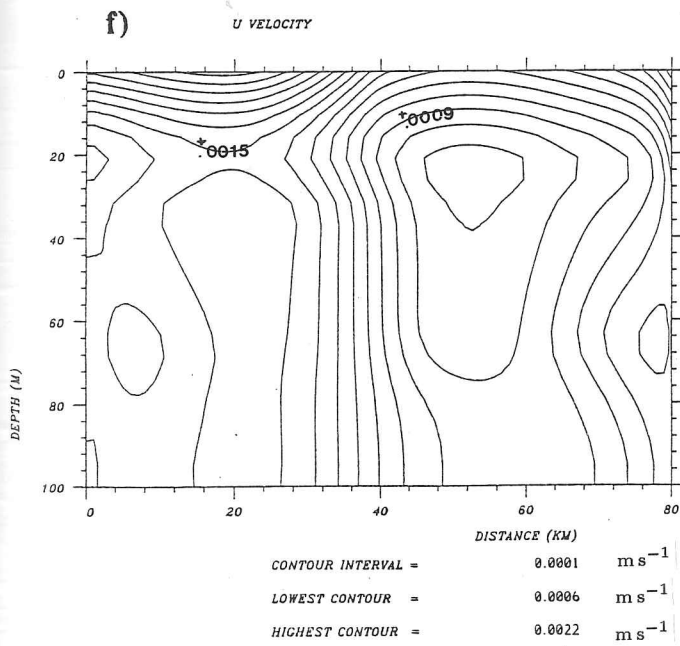 f)
U VELOCITY
0
20
40
60
80
100
DEPTH (M)
.0015
.0009
0 20 40 60 80
DISTANCE (KM)
CONTOUR INTERVAL = 0.0001 m s⁻¹
LOWEST CONTOUR = 0.0006 m s⁻¹
HIGHEST CONTOUR = 0.0022 m s⁻¹